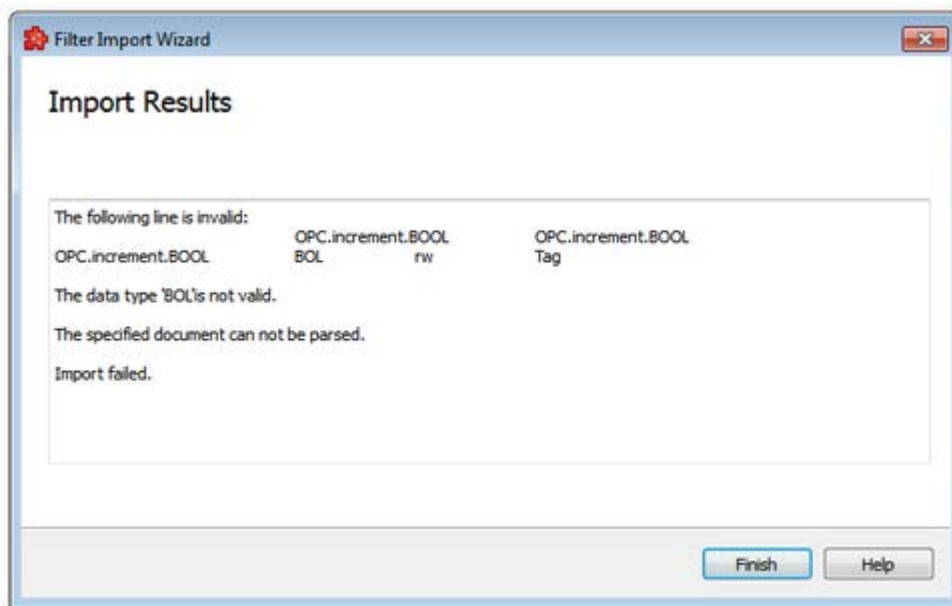 Filter Import Wizard
Import Results
The following line is invalid:
OPC.increment.BOOL OPC.increment.BOOL
OPC.increment.BOOL BOL rw Tag
The data type 'BOL'is not valid.
The specified document can not be parsed.
Import failed.
Finish Help